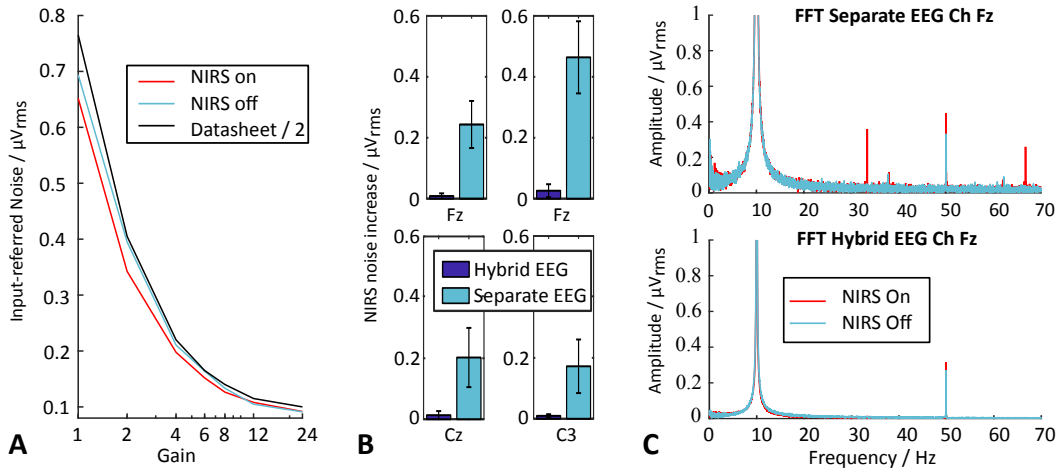 0.8
0.7
0.6
0.5
0.4
0.3
0.2
0.1
Input-referred Noise / µVrms
NIRS on
NIRS off
Datasheet / 2
1 2 4 6 8 12 24
Gain
A
NIRS noise increase / µVrms
0.6
0.4
0.2
0
Fz
0.6
0.4
0.2
0
Fz
0.6
0.4
0.2
0
Cz
0.6
0.2
0
C3
Hybrid EEG
Separate EEG
B
C
FFT Separate EEG Ch Fz
Amplitude / µVrms
1
0.8
0.6
0.4
0.2
0
0 10 20 30 40 50 60 70
FFT Hybrid EEG Ch Fz
Amplitude / µVrms
1
0.8
0.6
0.4
0.2
0
NIRS On
NIRS Off
0 10 20 30 40 50 60 70
Frequency / Hz